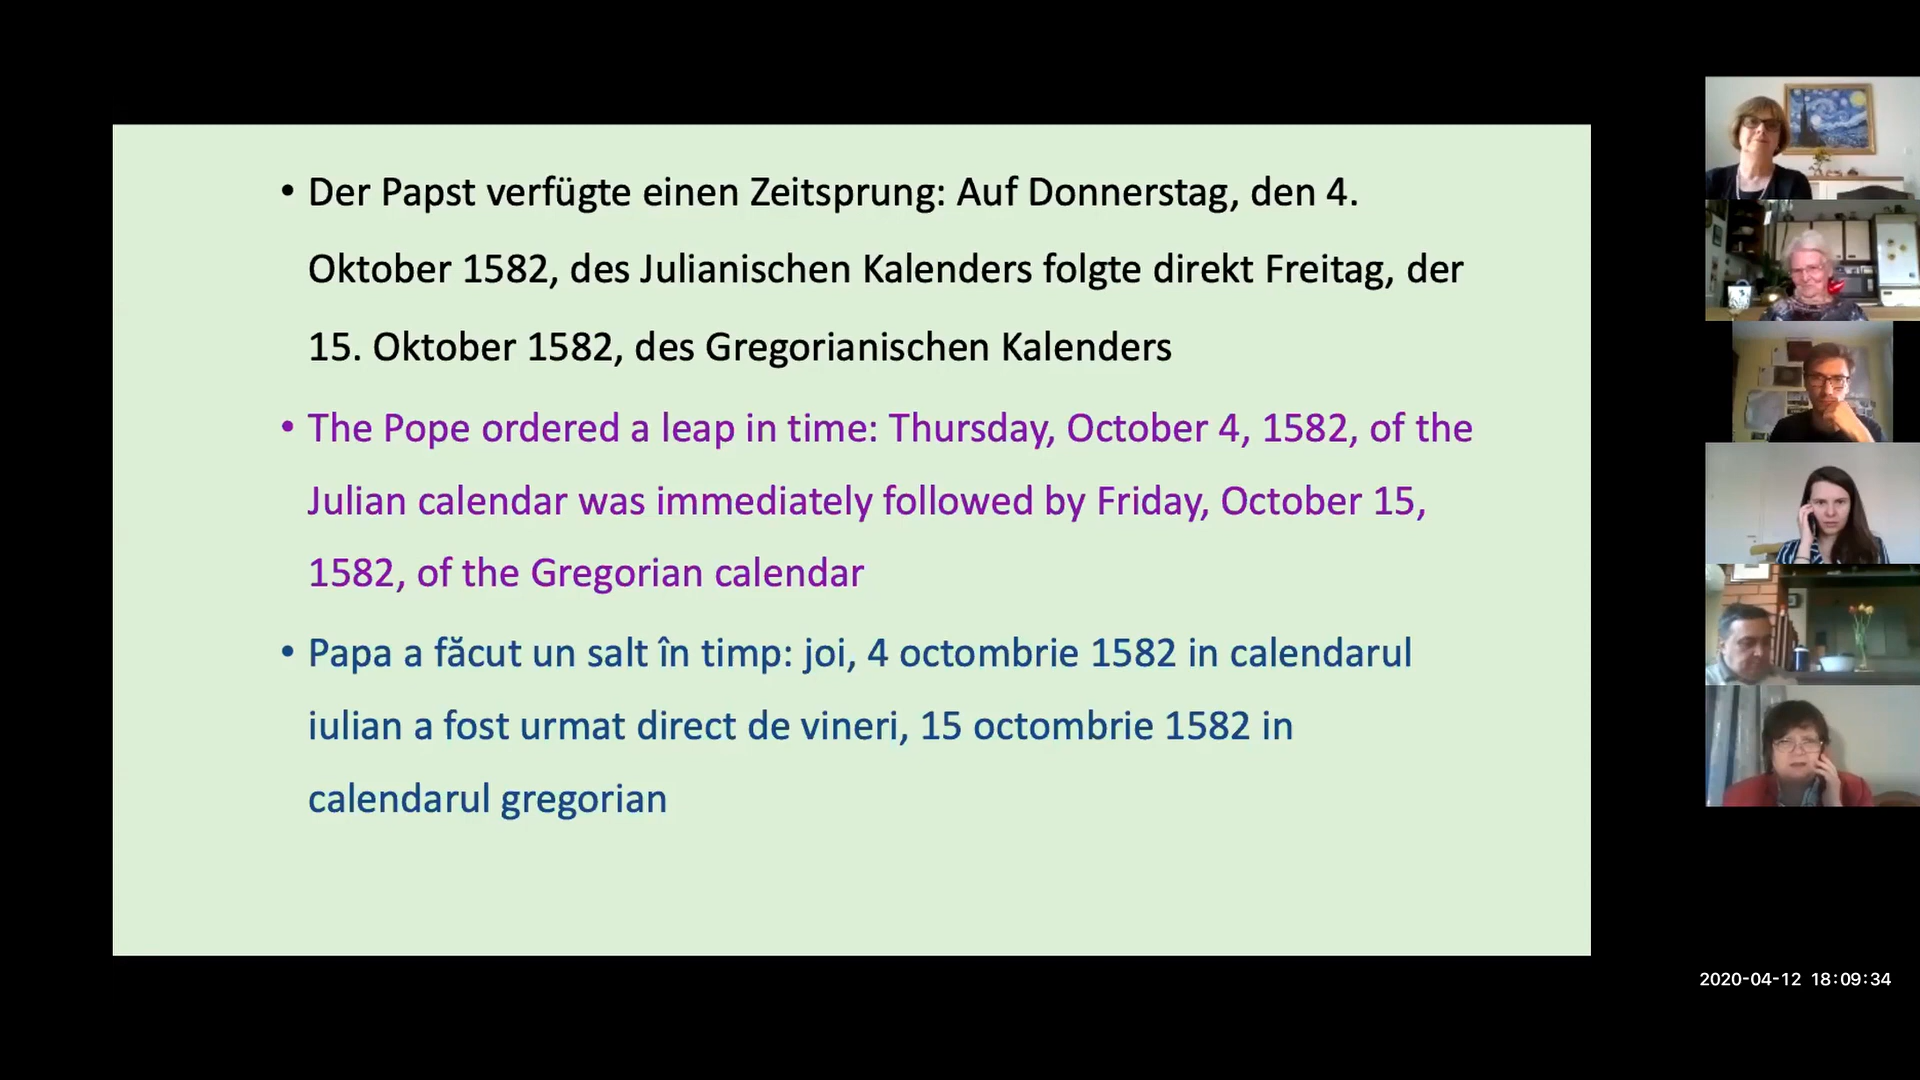 • Der Papst verfügte einen Zeitsprung: Auf Donnerstag, den 4.
Oktober 1582, des Julianischen Kalenders folgte direkt Freitag, der
15. Oktober 1582, des Gregorianischen Kalenders
• The Pope ordered a leap in time: Thursday, October 4, 1582, of the
Julian calendar was immediately followed by Friday, October 15,
1582, of the Gregorian calendar
• Papa a făcut un salt în timp: joi, 4 octombrie 1582 in calendarul
iulian a fost urmat direct de vineri, 15 octombrie 1582 in
calendarul gregorian
2020-04-12 18:09:34